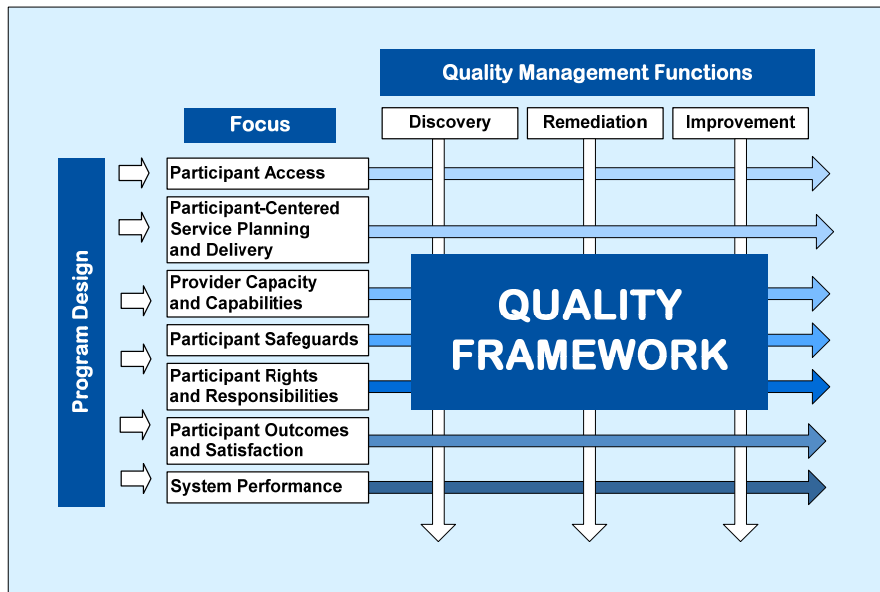 Quality Management Functions
Focus
Discovery
Remediation
Improvement
Program Design
Participant Access
Participant-Centered
Service Planning
and Delivery
Provider Capacity
and Capabilities
Participant Safeguards
Participant Rights
and Responsibilities
Participant Outcomes
and Satisfaction
System Performance
QUALITY
FRAMEWORK